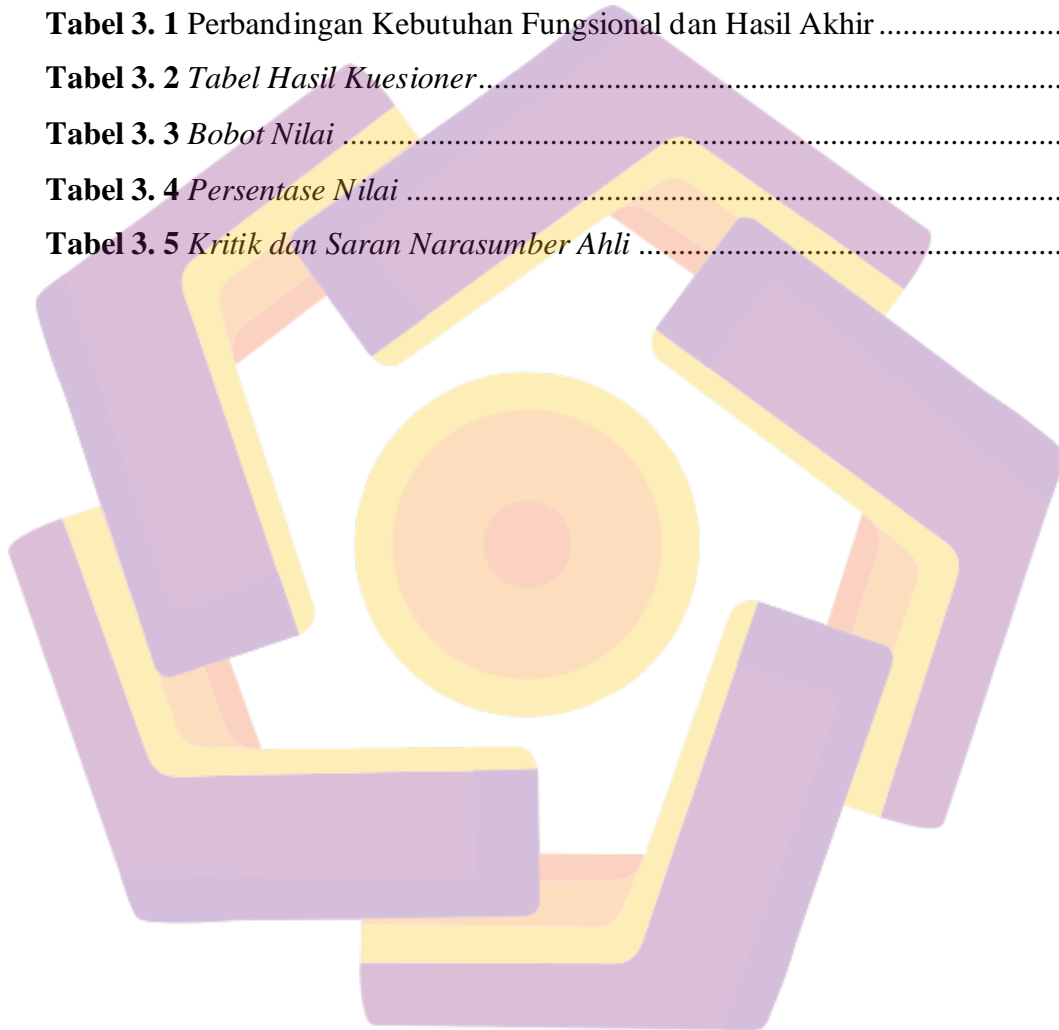 Tabel 3. 1 Perbandingan Kebutuhan Fungsional dan Hasil Akhir ......................
Tabel 3. 2 Tabel Hasil Kuesioner.......................................................................
Tabel 3. 3 Bobot Nilai ........................................................................................
Tabel 3. 4 Persentase Nilai ................................................................................
Tabel 3. 5 Kritik dan Saran Narasumber Ahli ...................................................